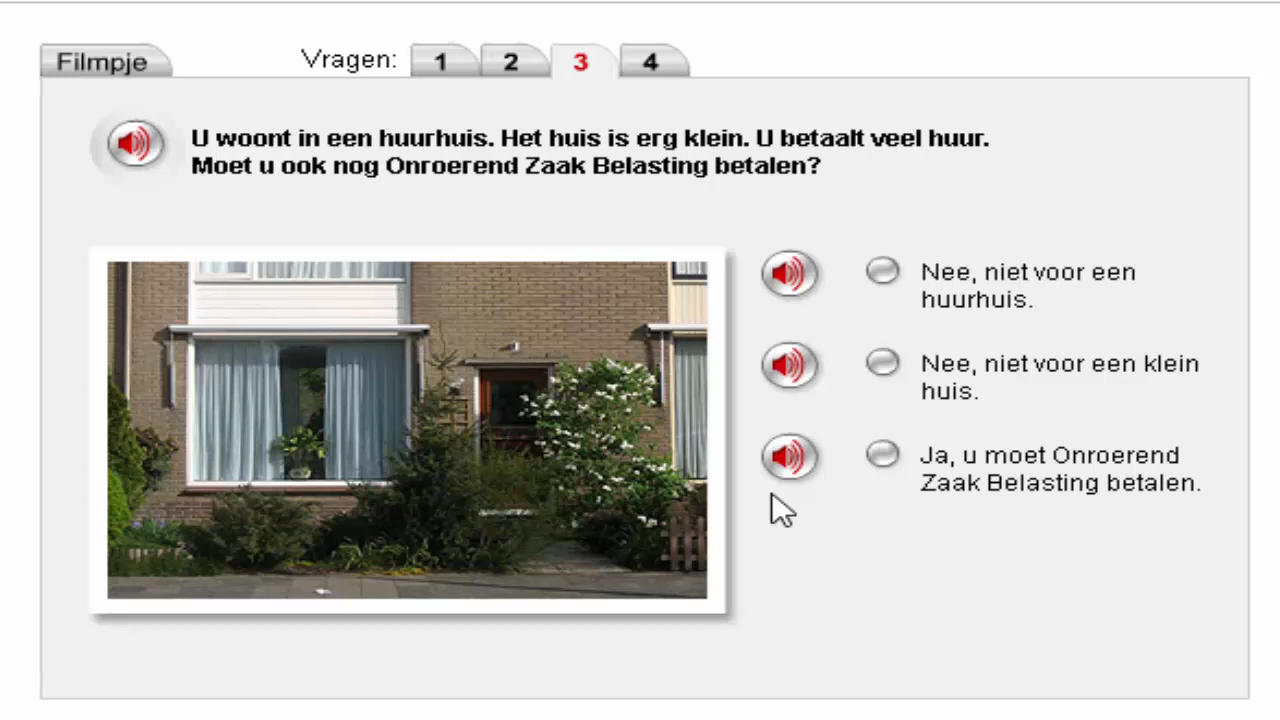 Filmpje Vragen: 1 2 3 4
U woont in een huurhuis. Het huis is erg klein. U betaalt veel huur.
Moet u ook nog Onroerend Zaak Belasting betalen?
Nee, niet voor een
huurhuis.
Nee, niet voor een klein
huis.
Ja, u moet Onroerend
Zaak Belasting betalen.